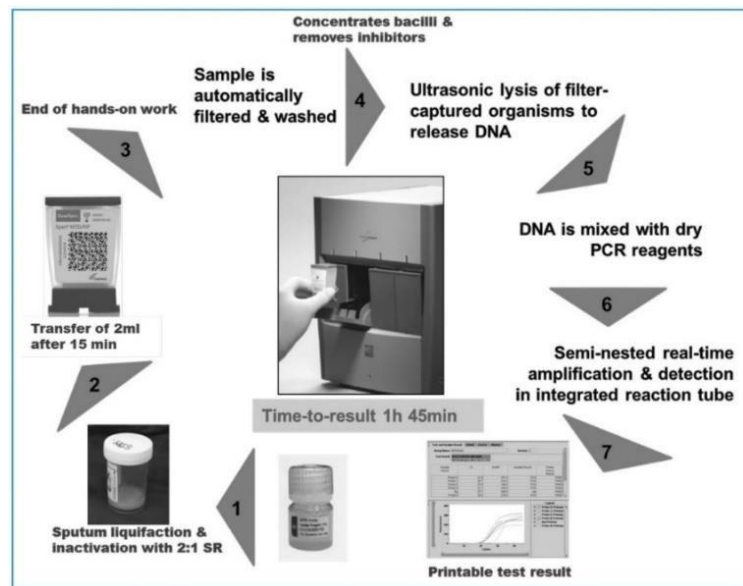 Concentrates bacilli &
removes inhibitors
4
Sample is
automatically
filtered & washed
Ultrasonic lysis of filter-
captured organisms to
release DNA
End of hands-on work
3
5
DNA is mixed with dry
PCR reagents
6
Transfer of 2ml
after 15 min
2
Semi-nested real-time
amplification & detection
in integrated reaction tube
Time-to-result 1h 45min
7
1
Sputum liquifaction &
inactivation with 2:1 SR
Printable test result